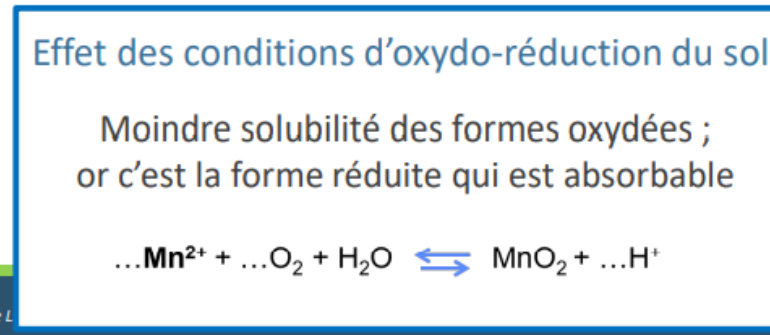 Effet des conditions d'oxydo-réduction du sol
Moindre solubilité des formes oxydées ;
or c'est la forme réduite qui est absorbable
...Mn²⁺ + ...O₂ + H₂O ⇆ MnO₂ + ...H⁺